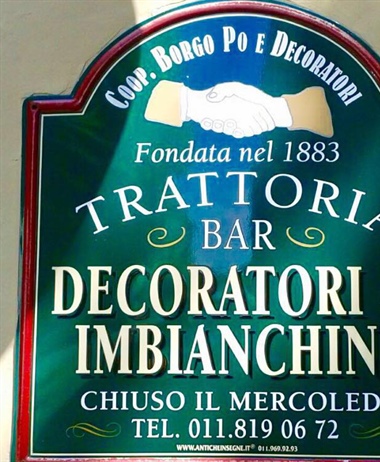 COOP. BORGO PO E DECORATORI
Fondata nel 1883
TRATTORIA
BAR
DECORATORI
IMBIANCHIN
CHIUSO IL MERCOLED
TEL. 011.819 06 72
WWW.ANTICHEINSEGNE.IT® 011.969.92.93